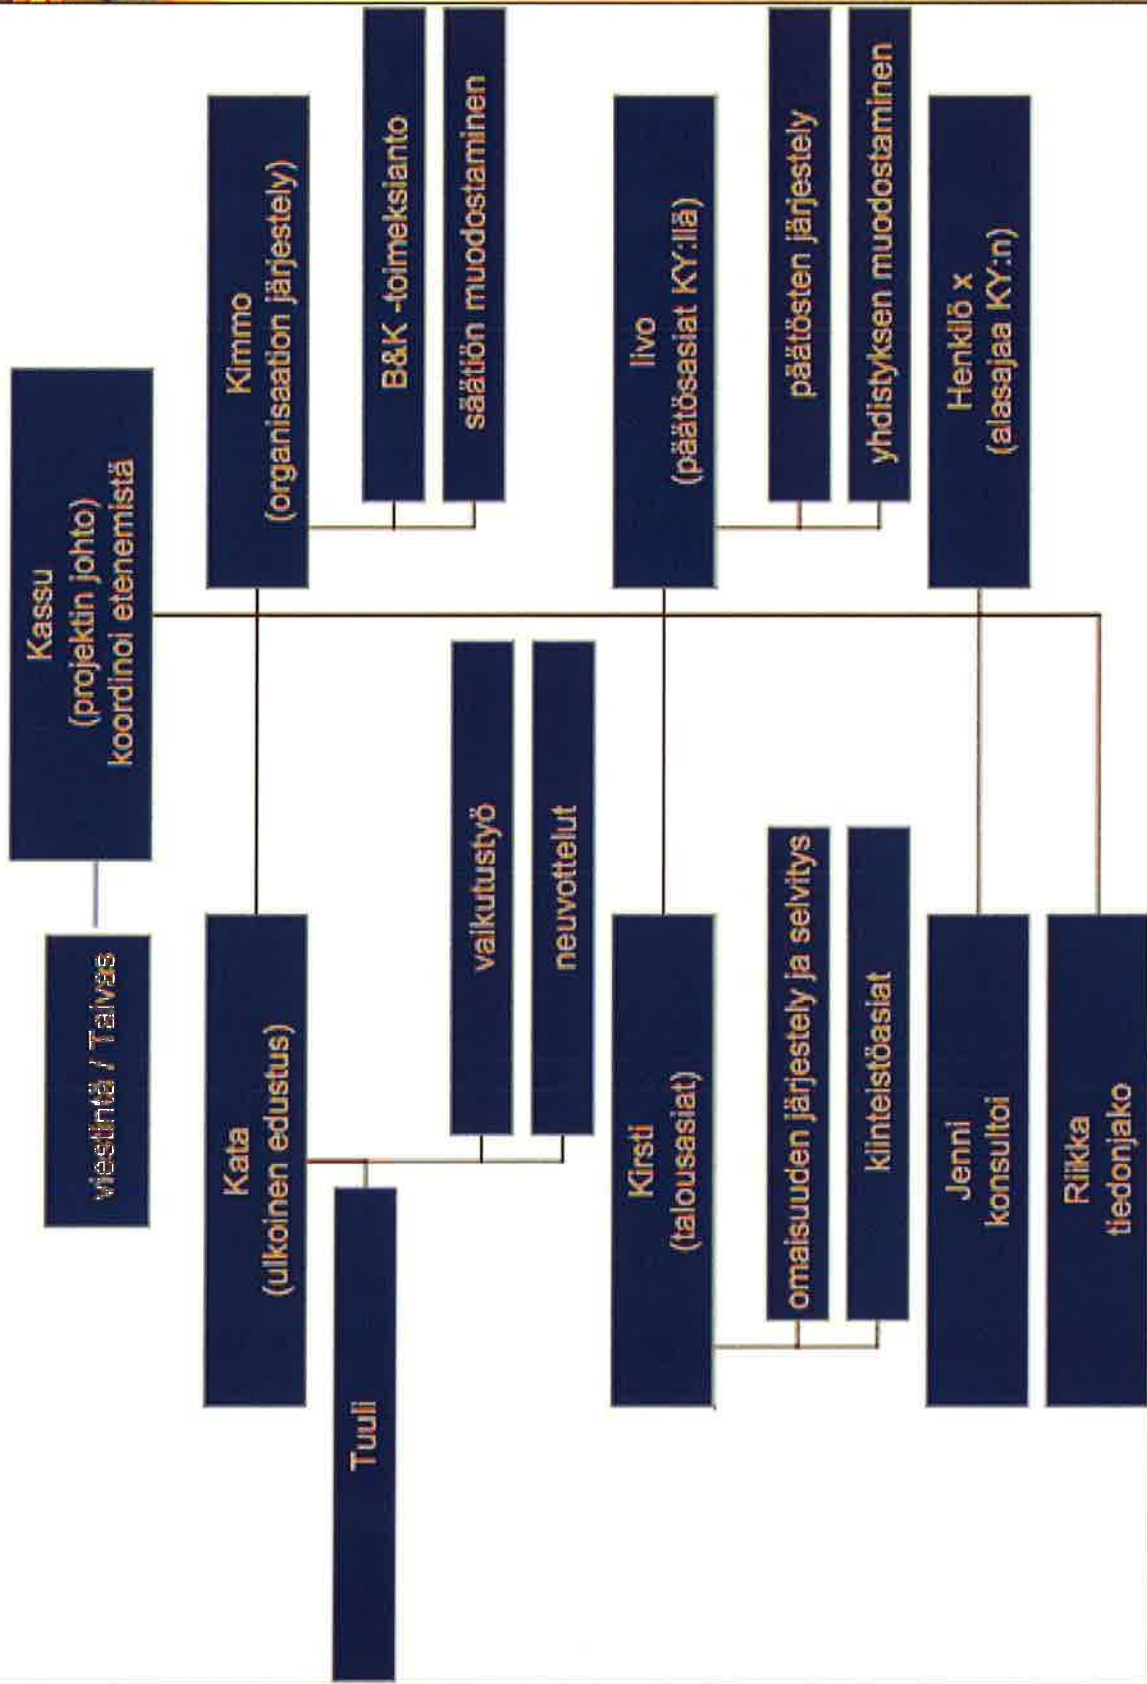 Kassu
(projektin johto)
koordinoi etenemistä
viestintä / Taivas
Kata
(ulkoinen edustus)
Kimmo
(organisaation järjestely)
Tuuli
B&K -toimeksianto
säätiön muodostaminen
vaikutustyö
neuvottelut
Kirsti
(talousasiat)
Iivo
(päätösasiat KY:llä)
omaisuuden järjestely ja selvitys
kiinteistöasiat
päätösten järjestely
yhdistyksen muodostaminen
Jenni
konsultoi
Henkilö x
(alasajaa KY:n)
Riikka
tiedonjako